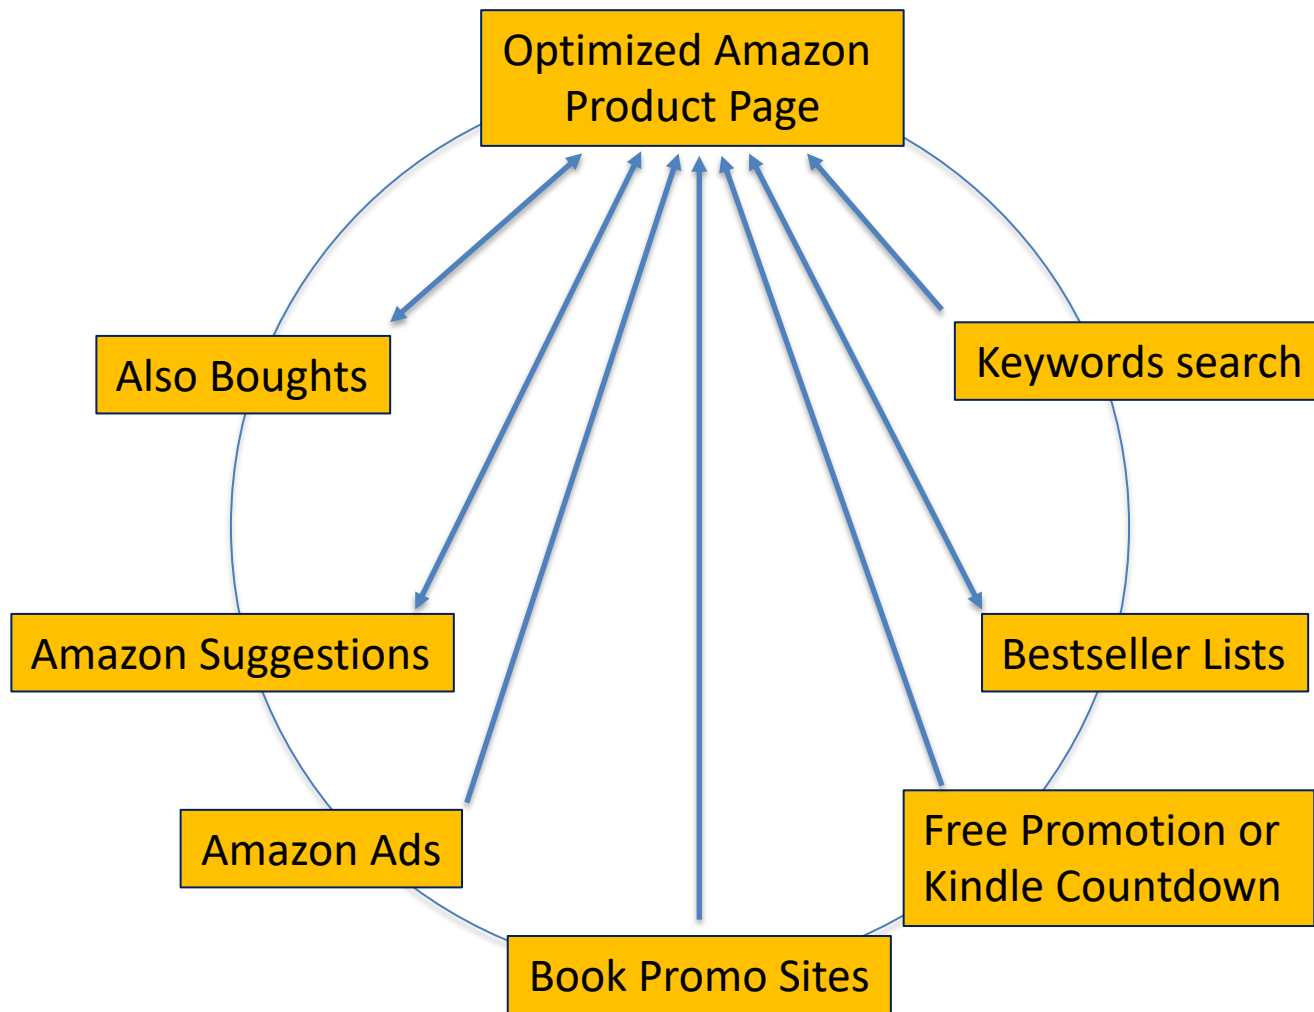 Optimized Amazon
Product Page
Also Boughts
Keywords search
Amazon Suggestions
Bestseller Lists
Amazon Ads
Free Promotion or
Kindle Countdown
Book Promo Sites